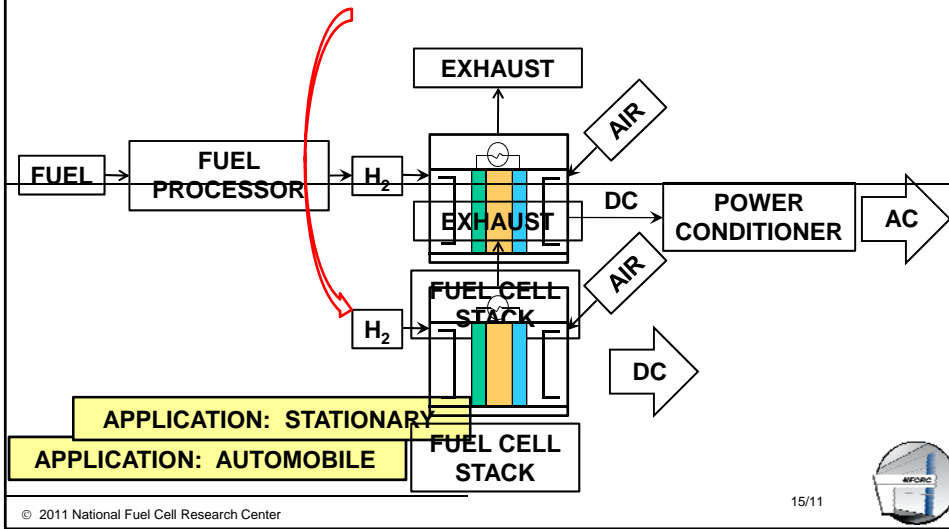 EXHAUST
AIR
FUEL
FUEL
PROCESSOR
H₂
EXHAUST
DC
POWER
CONDITIONER
AC
AIR
FUEL CELL
STACK
H₂
DC
APPLICATION: STATIONARY
APPLICATION: AUTOMOBILE
FUEL CELL
STACK
© 2011 National Fuel Cell Research Center
15/11